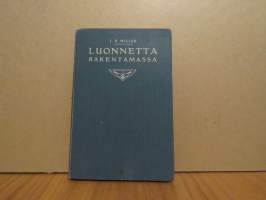 J. R. MILLER
LUONNETTA
RAKENTAMASSA